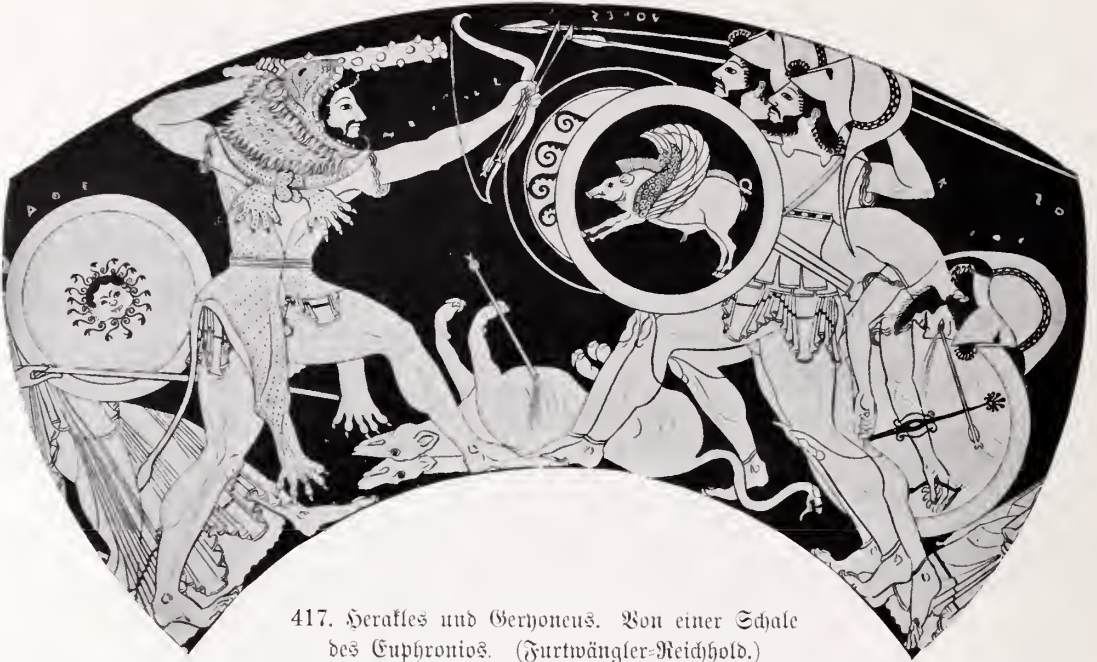 417. Herakles und Geryoneus. Von einer Schale
des Euphronios. (Furtwängler-Reichhold.)